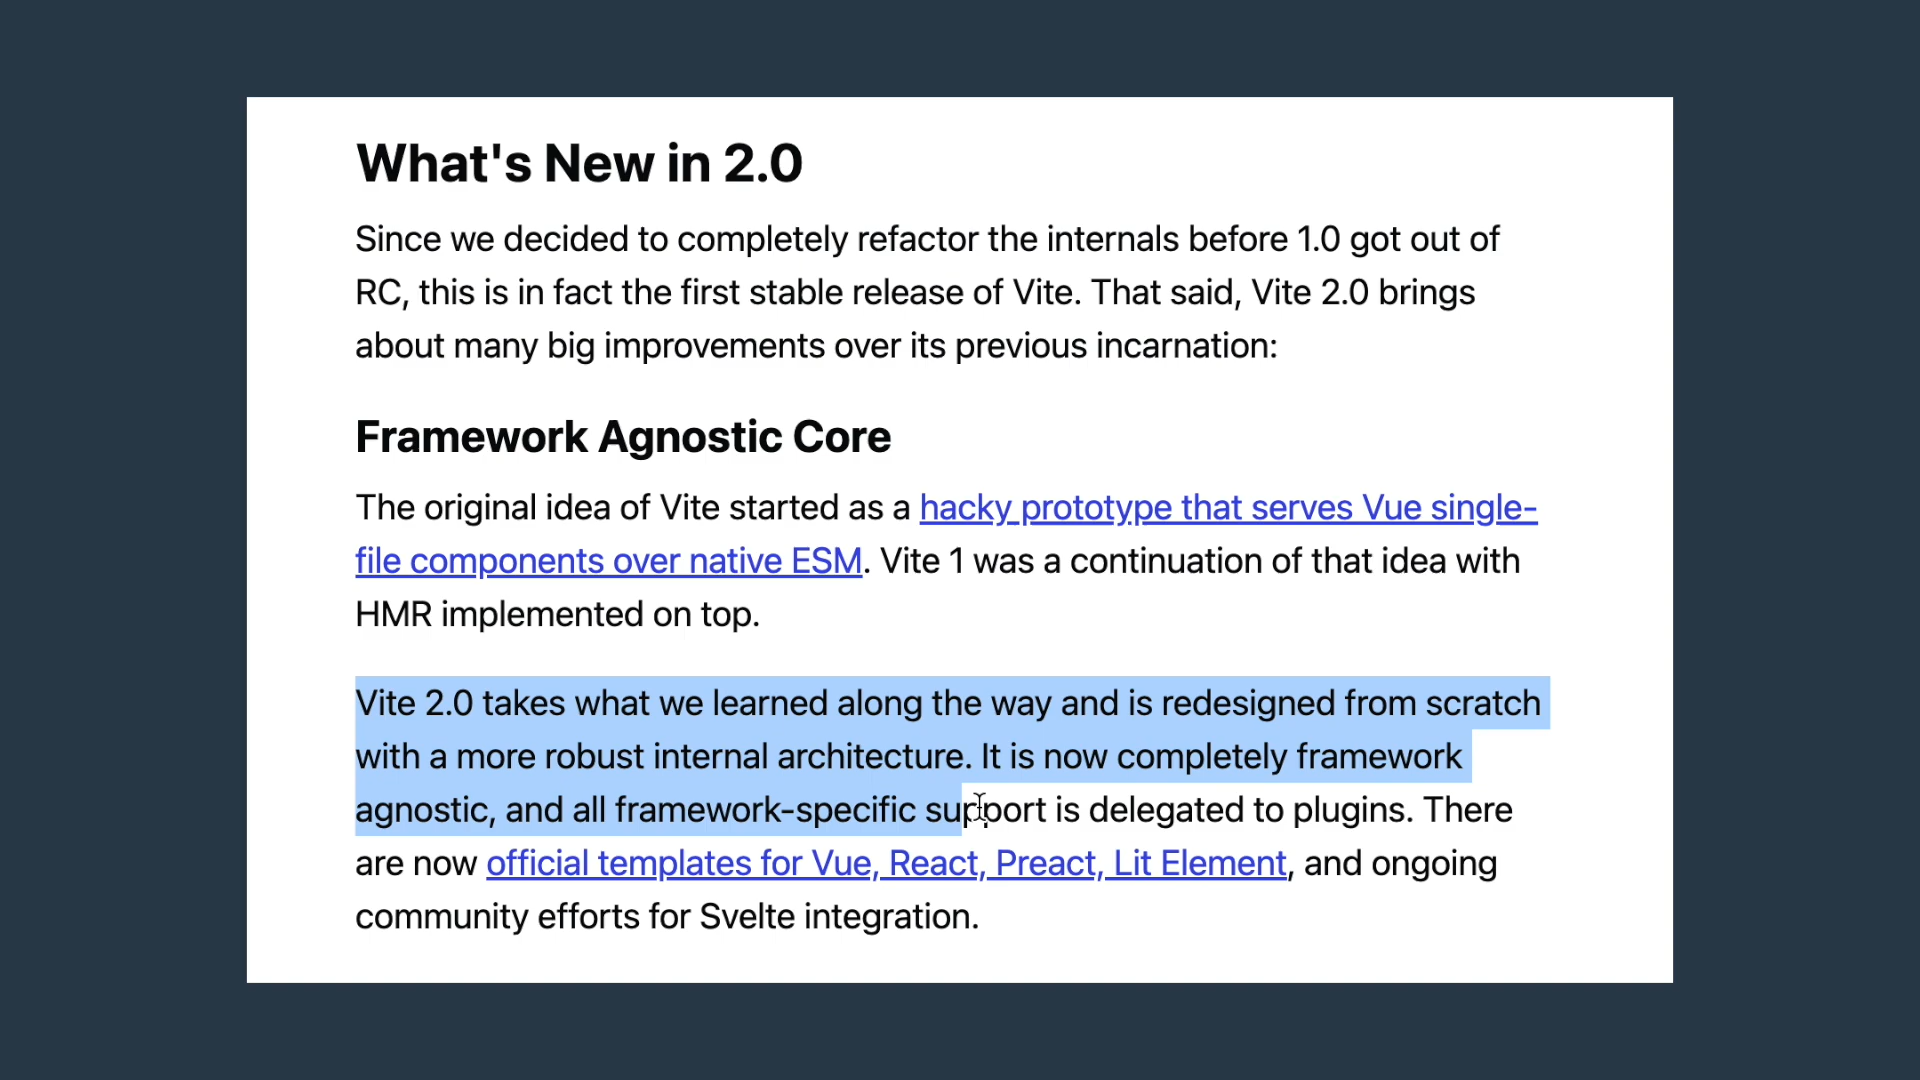 What's New in 2.0
Since we decided to completely refactor the internals before 1.0 got out of
RC, this is in fact the first stable release of Vite. That said, Vite 2.0 brings
about many big improvements over its previous incarnation:
Framework Agnostic Core
The original idea of Vite started as a hacky prototype that serves Vue single-
file components over native ESM. Vite 1 was a continuation of that idea with
HMR implemented on top.
Vite 2.0 takes what we learned along the way and is redesigned from scratch
with a more robust internal architecture. It is now completely framework
agnostic, and all framework-specific support is delegated to plugins. There
are now official templates for Vue, React, Preact, Lit Element, and ongoing
community efforts for Svelte integration.